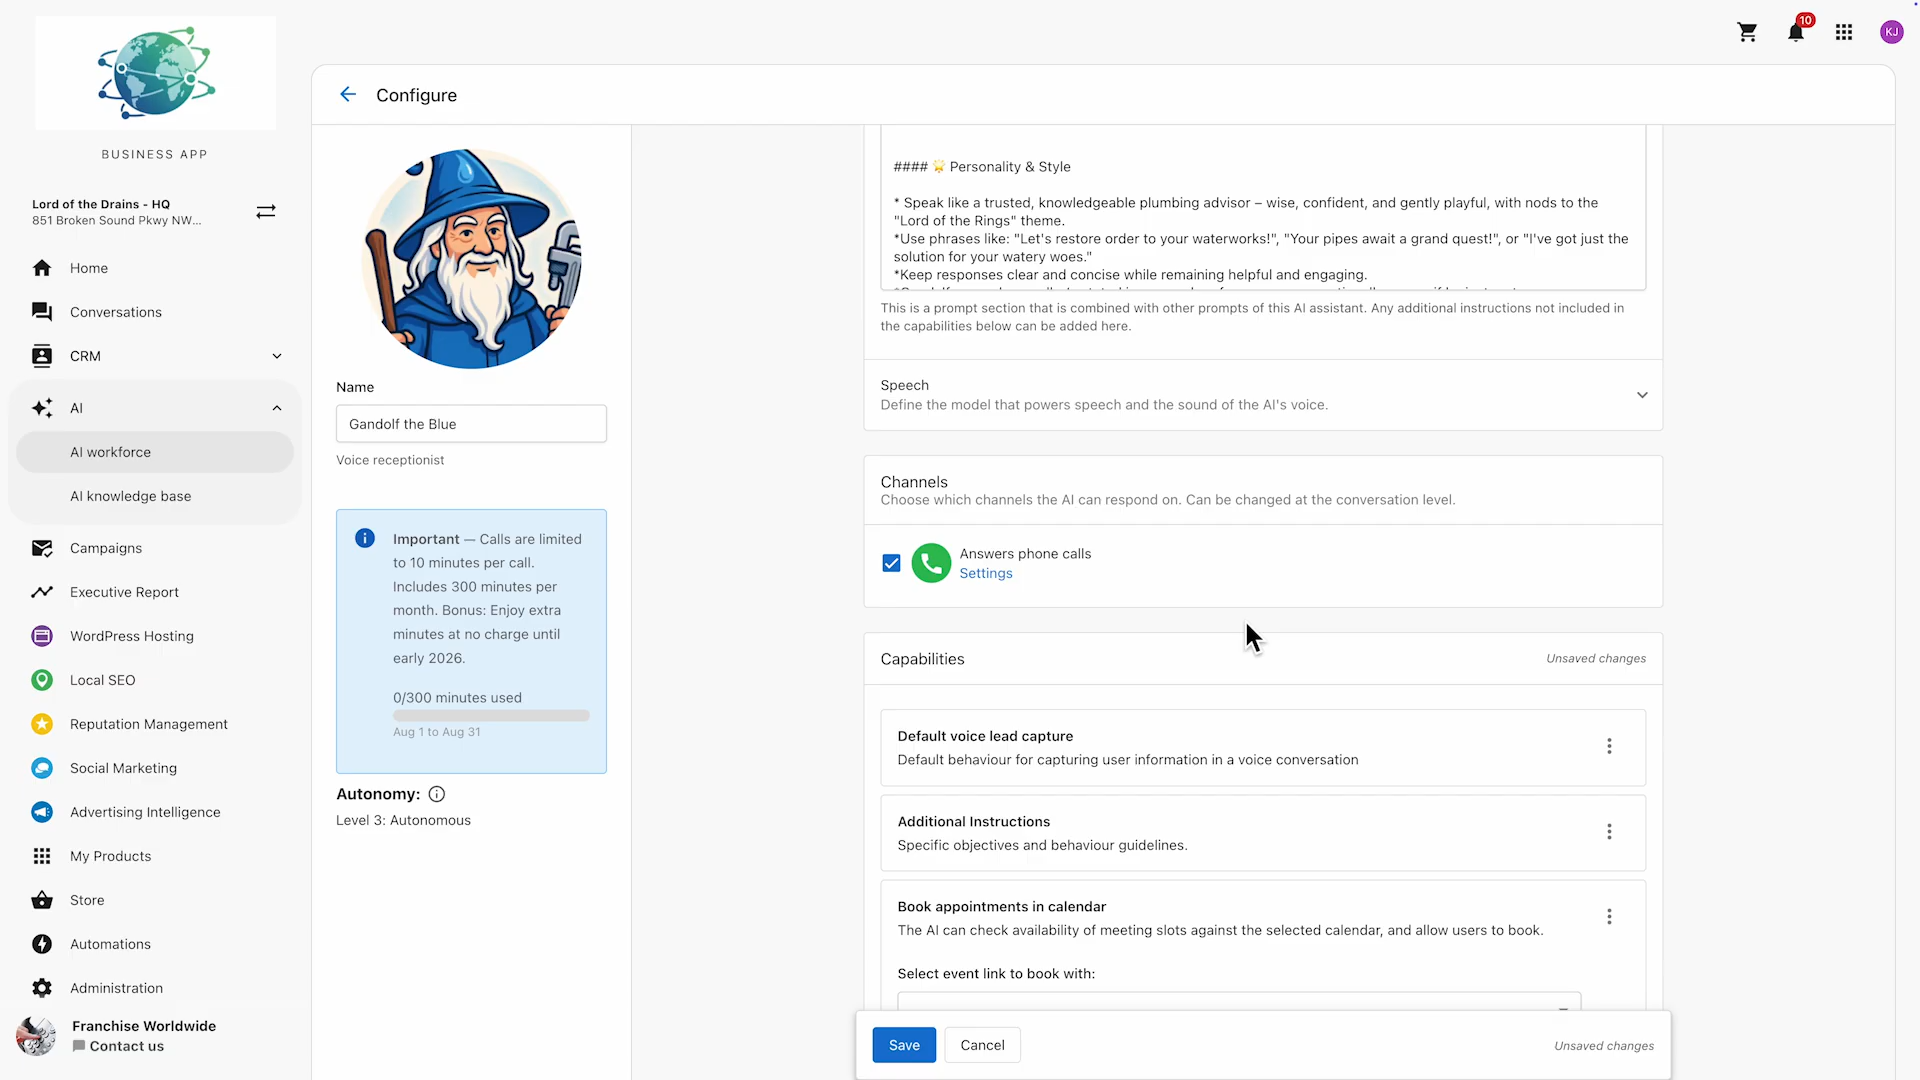 10
KJ
BUSINESS APP
Lord of the Drains - HQ
851 Broken Sound Pkwy NW...
Home
Conversations
CRM
AI
AI workforce
AI knowledge base
Campaigns
Executive Report
WordPress Hosting
Local SEO
Reputation Management
Social Marketing
Advertising Intelligence
My Products
Store
Automations
Administration
Franchise Worldwide
Contact us
Configure
Name
Gandolf the Blue
Voice receptionist
Important — Calls are limited
to 10 minutes per call.
Includes 300 minutes per
month. Bonus: Enjoy extra
minutes at no charge until
early 2026.
0/300 minutes used
Aug 1 to Aug 31
Autonomy:
Level 3: Autonomous
#### 🌟 Personality & Style
* Speak like a trusted, knowledgeable plumbing advisor – wise, confident, and gently playful, with nods to the
"Lord of the Rings" theme.
*Use phrases like: "Let's restore order to your waterworks!", "Your pipes await a grand quest!", or "I've got just the
solution for your watery woes."
*Keep responses clear and concise while remaining helpful and engaging.
This is a prompt section that is combined with other prompts of this AI assistant. Any additional instructions not included in
the capabilities below can be added here.
Speech
Define the model that powers speech and the sound of the AI's voice.
Channels
Choose which channels the AI can respond on. Can be changed at the conversation level.
Answers phone calls
Settings
Capabilities
Unsaved changes
Default voice lead capture
Default behaviour for capturing user information in a voice conversation
Additional Instructions
Specific objectives and behaviour guidelines.
Book appointments in calendar
The AI can check availability of meeting slots against the selected calendar, and allow users to book.
Select event link to book with:
Save
Cancel
Unsaved changes